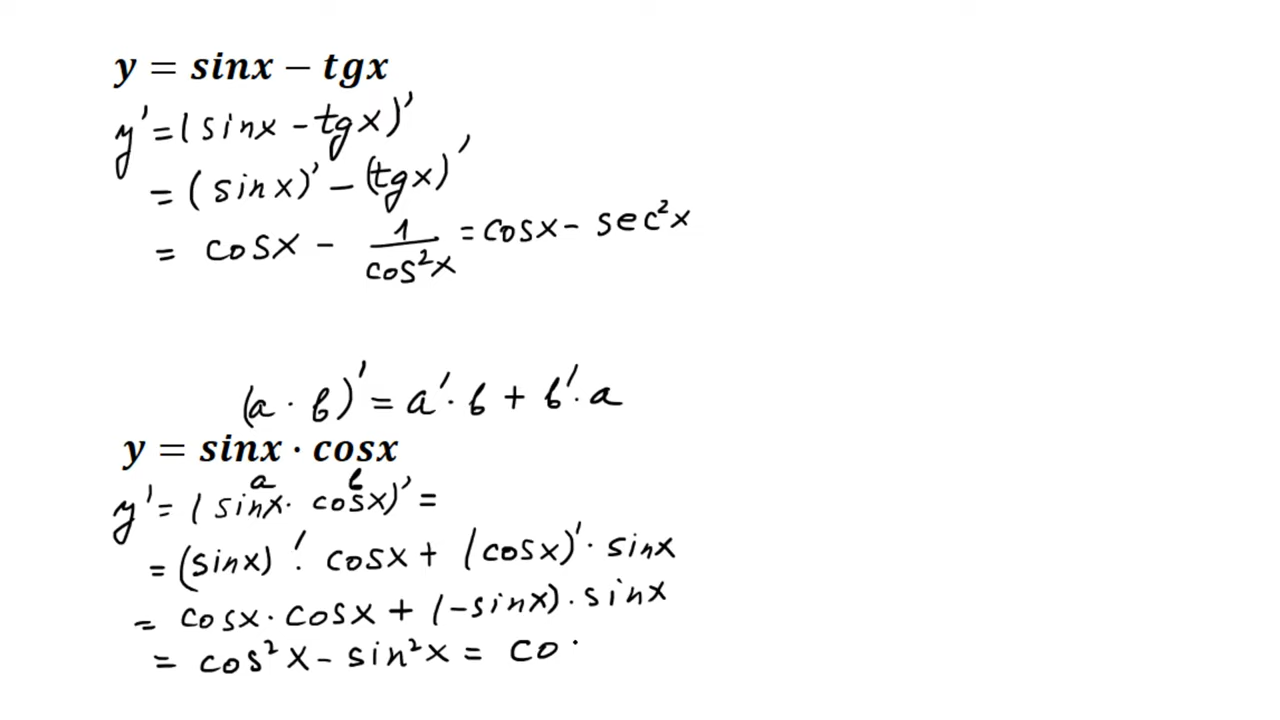 y = sinx − tgx
y' = (sinx − tgx)'
= (sinx)' − (tgx)'
= cosx − 1/cos²x = cosx − sec²x
(a · b)' = a' · b + b' · a
y = sinx · cosx
a b
y' = (sinx · cosx)' =
= (sinx)' · cosx + (cosx)' · sinx
= cosx · cosx + (−sinx) · sinx
= cos²x − sin²x = co